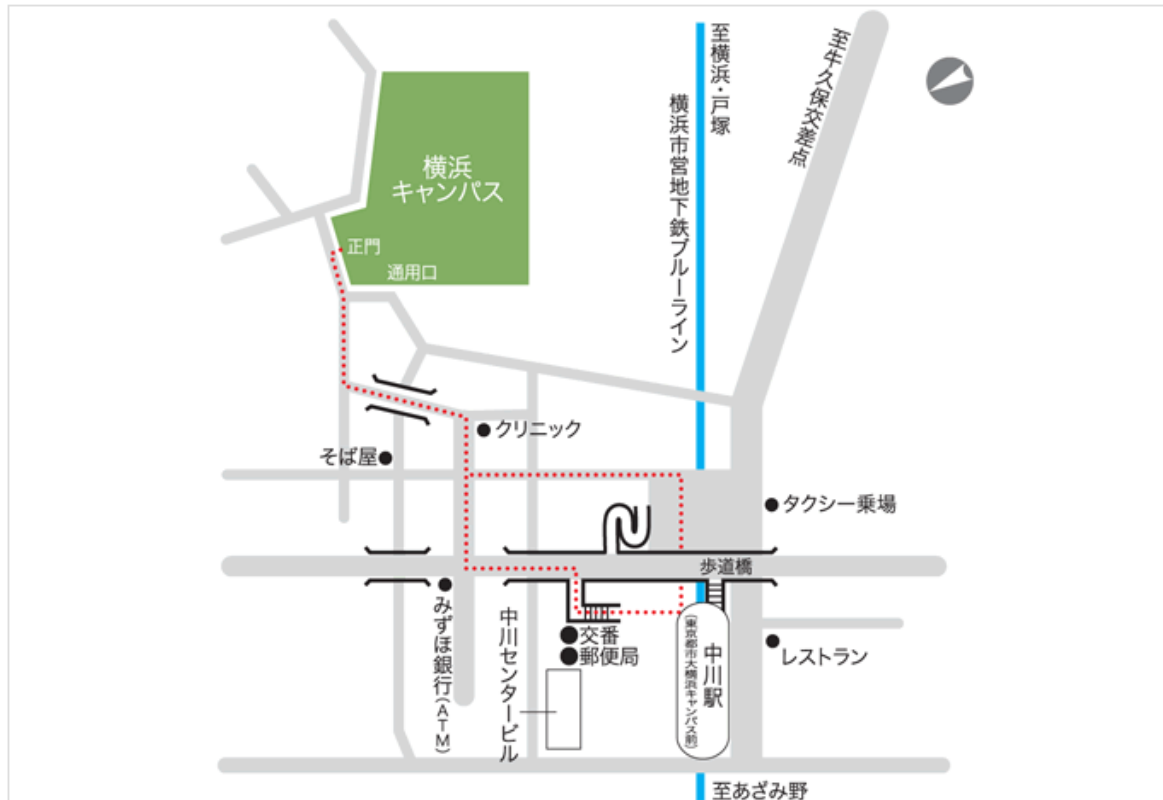 至横浜・戸塚
至牛久保交差点
横浜市営地下鉄ブルーライン
横浜
キャンパス
正門
通用口
クリニック
そば屋
タクシー乗場
歩道橋
みずほ銀行(ATM)
中川センタービル
交番
郵便局
中川駅
(東京都市大横浜キャンパス前)
レストラン
至あざみ野